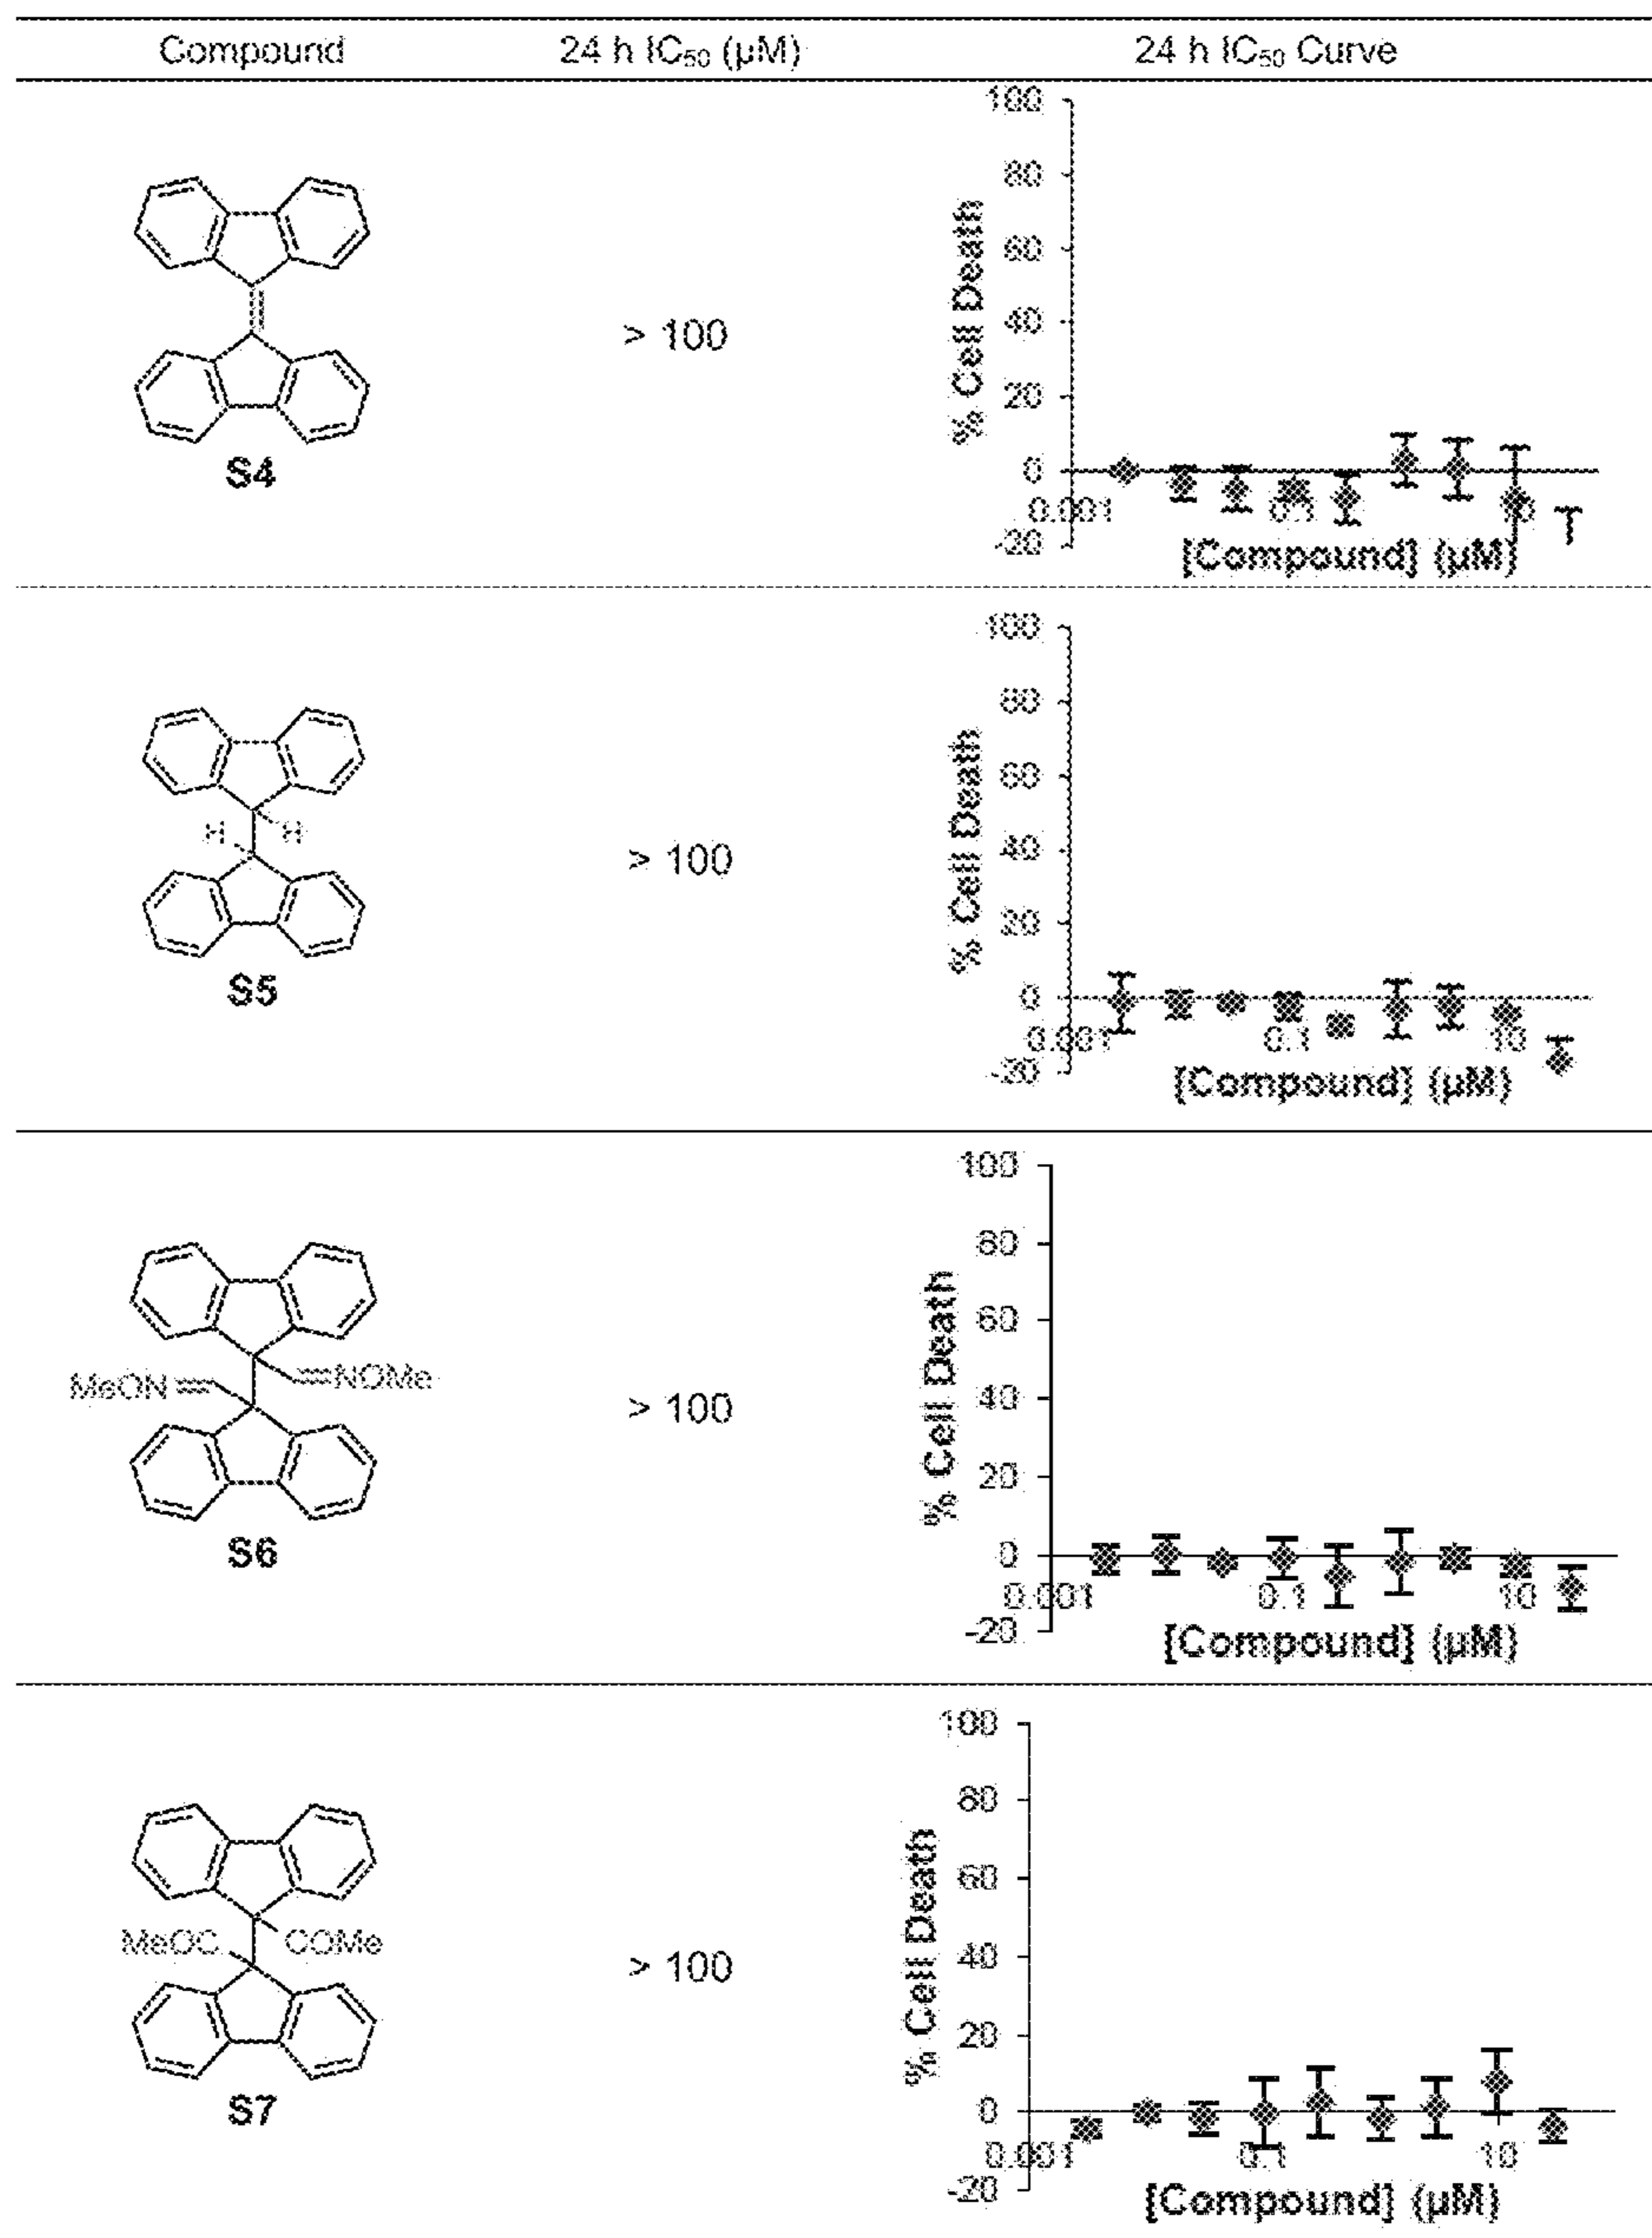 Compound 24 h IC₅₀ (µM) 24 h IC₅₀ Curve
> 100
S4
% Cell Death
100
80
60
40
20
0
-20
0.001 0.1 10
[Compound] (µM)
H H
> 100
S5
% Cell Death
100
80
60
40
20
0
-20
0.001 0.1 10
[Compound] (µM)
MeON NOMe
> 100
S6
% Cell Death
100
80
60
40
20
0
-20
0.001 0.1 10
[Compound] (µM)
MeOC COMe
> 100
S7
% Cell Death
100
80
60
40
20
0
-20
0.001 0.1 10
[Compound] (µM)